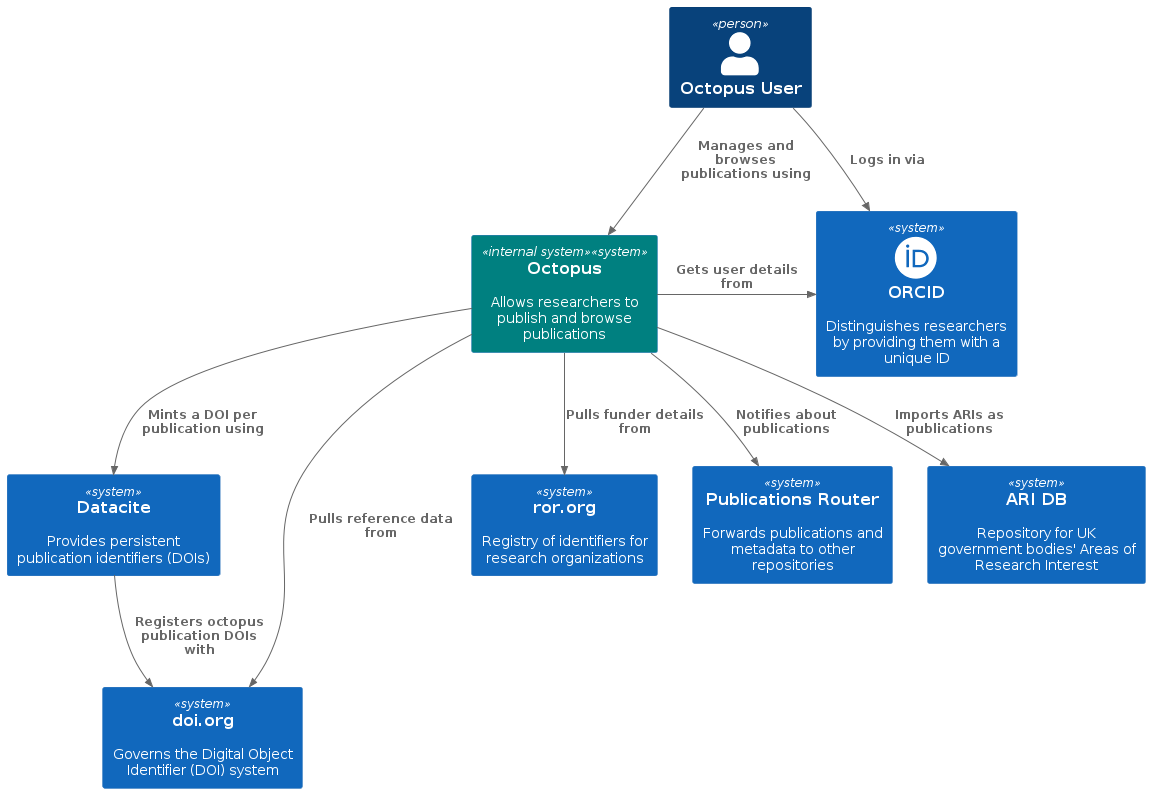 «person»
Octopus User
Manages and
browses
publications using
Logs in via
«internal system»«system»
Octopus
Allows researchers to
publish and browse
publications
Gets user details
from
«system»
iD
ORCID
Distinguishes researchers
by providing them with a
unique ID
Mints a DOI per
publication using
Pulls reference data
from
Pulls funder details
from
Notifies about
publications
Imports ARIs as
publications
«system»
Datacite
Provides persistent
publication identifiers (DOIs)
«system»
ror.org
Registry of identifiers for
research organizations
«system»
Publications Router
Forwards publications and
metadata to other
repositories
«system»
ARI DB
Repository for UK
government bodies' Areas of
Research Interest
Registers octopus
publication DOIs
with
«system»
doi.org
Governs the Digital Object
Identifier (DOI) system